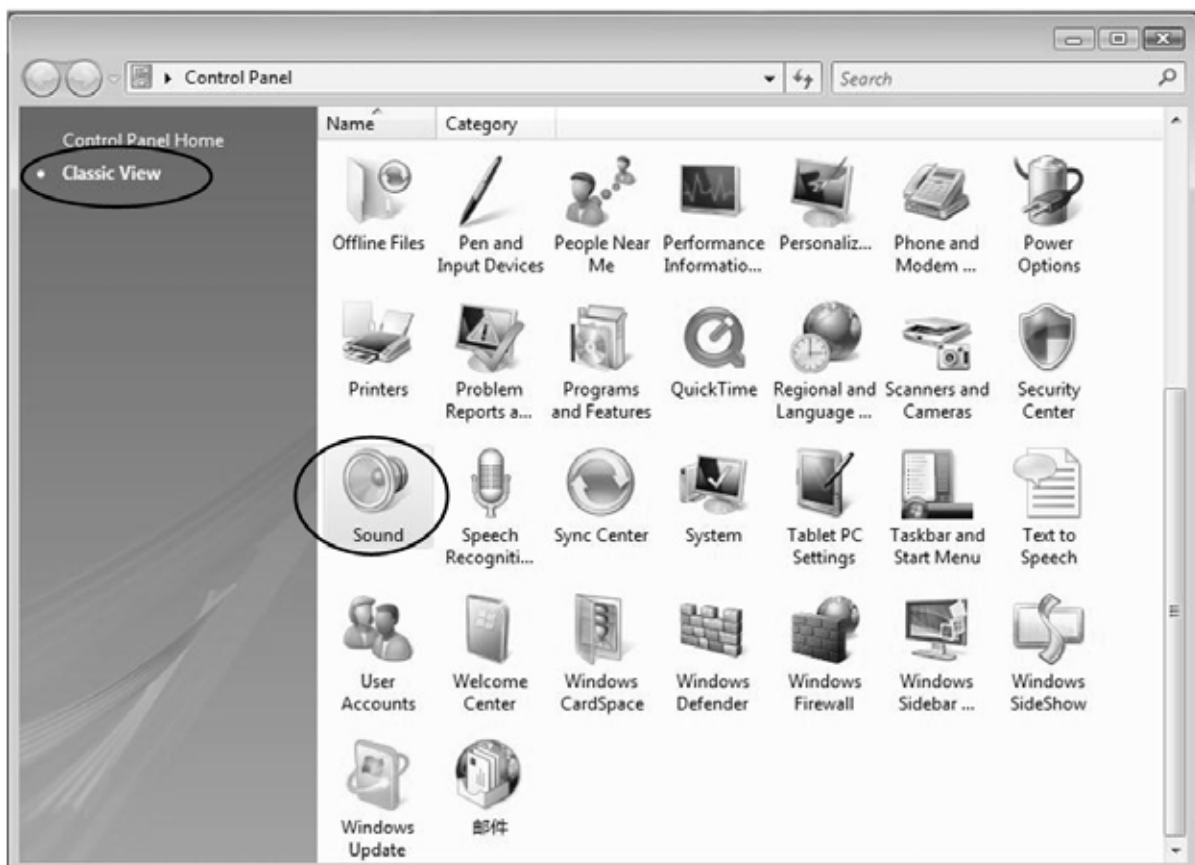 Control Panel
Search
Control Panel Home
Classic View
Name Category
Offline Files
Pen and
Input Devices
People Near
Me
Performance
Informatio...
Personaliz...
Phone and
Modem ...
Power
Options
Printers
Problem
Reports a...
Programs
and Features
QuickTime
Regional and
Language ...
Scanners and
Cameras
Security
Center
Sound
Speech
Recogniti...
Sync Center
System
Tablet PC
Settings
Taskbar and
Start Menu
Text to
Speech
User
Accounts
Welcome
Center
Windows
CardSpace
Windows
Defender
Windows
Firewall
Windows
Sidebar ...
Windows
SideShow
Windows
Update
邮件